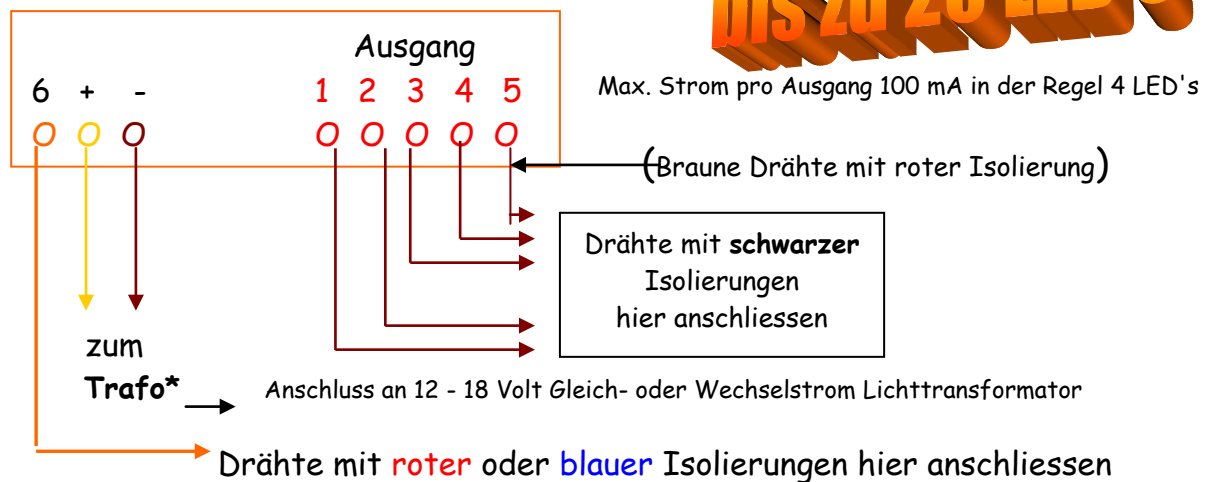 bis zu 20 LED's
Ausgang
6 + - 1 2 3 4 5
O O O O O O O O
Max. Strom pro Ausgang 100 mA in der Regel 4 LED's
(Braune Drähte mit roter Isolierung)
Drähte mit schwarzer
Isolierungen
hier anschliessen
zum
Trafo*
Anschluss an 12 - 18 Volt Gleich- oder Wechselstrom Lichttransformator
Drähte mit roter oder blauer Isolierungen hier anschliessen